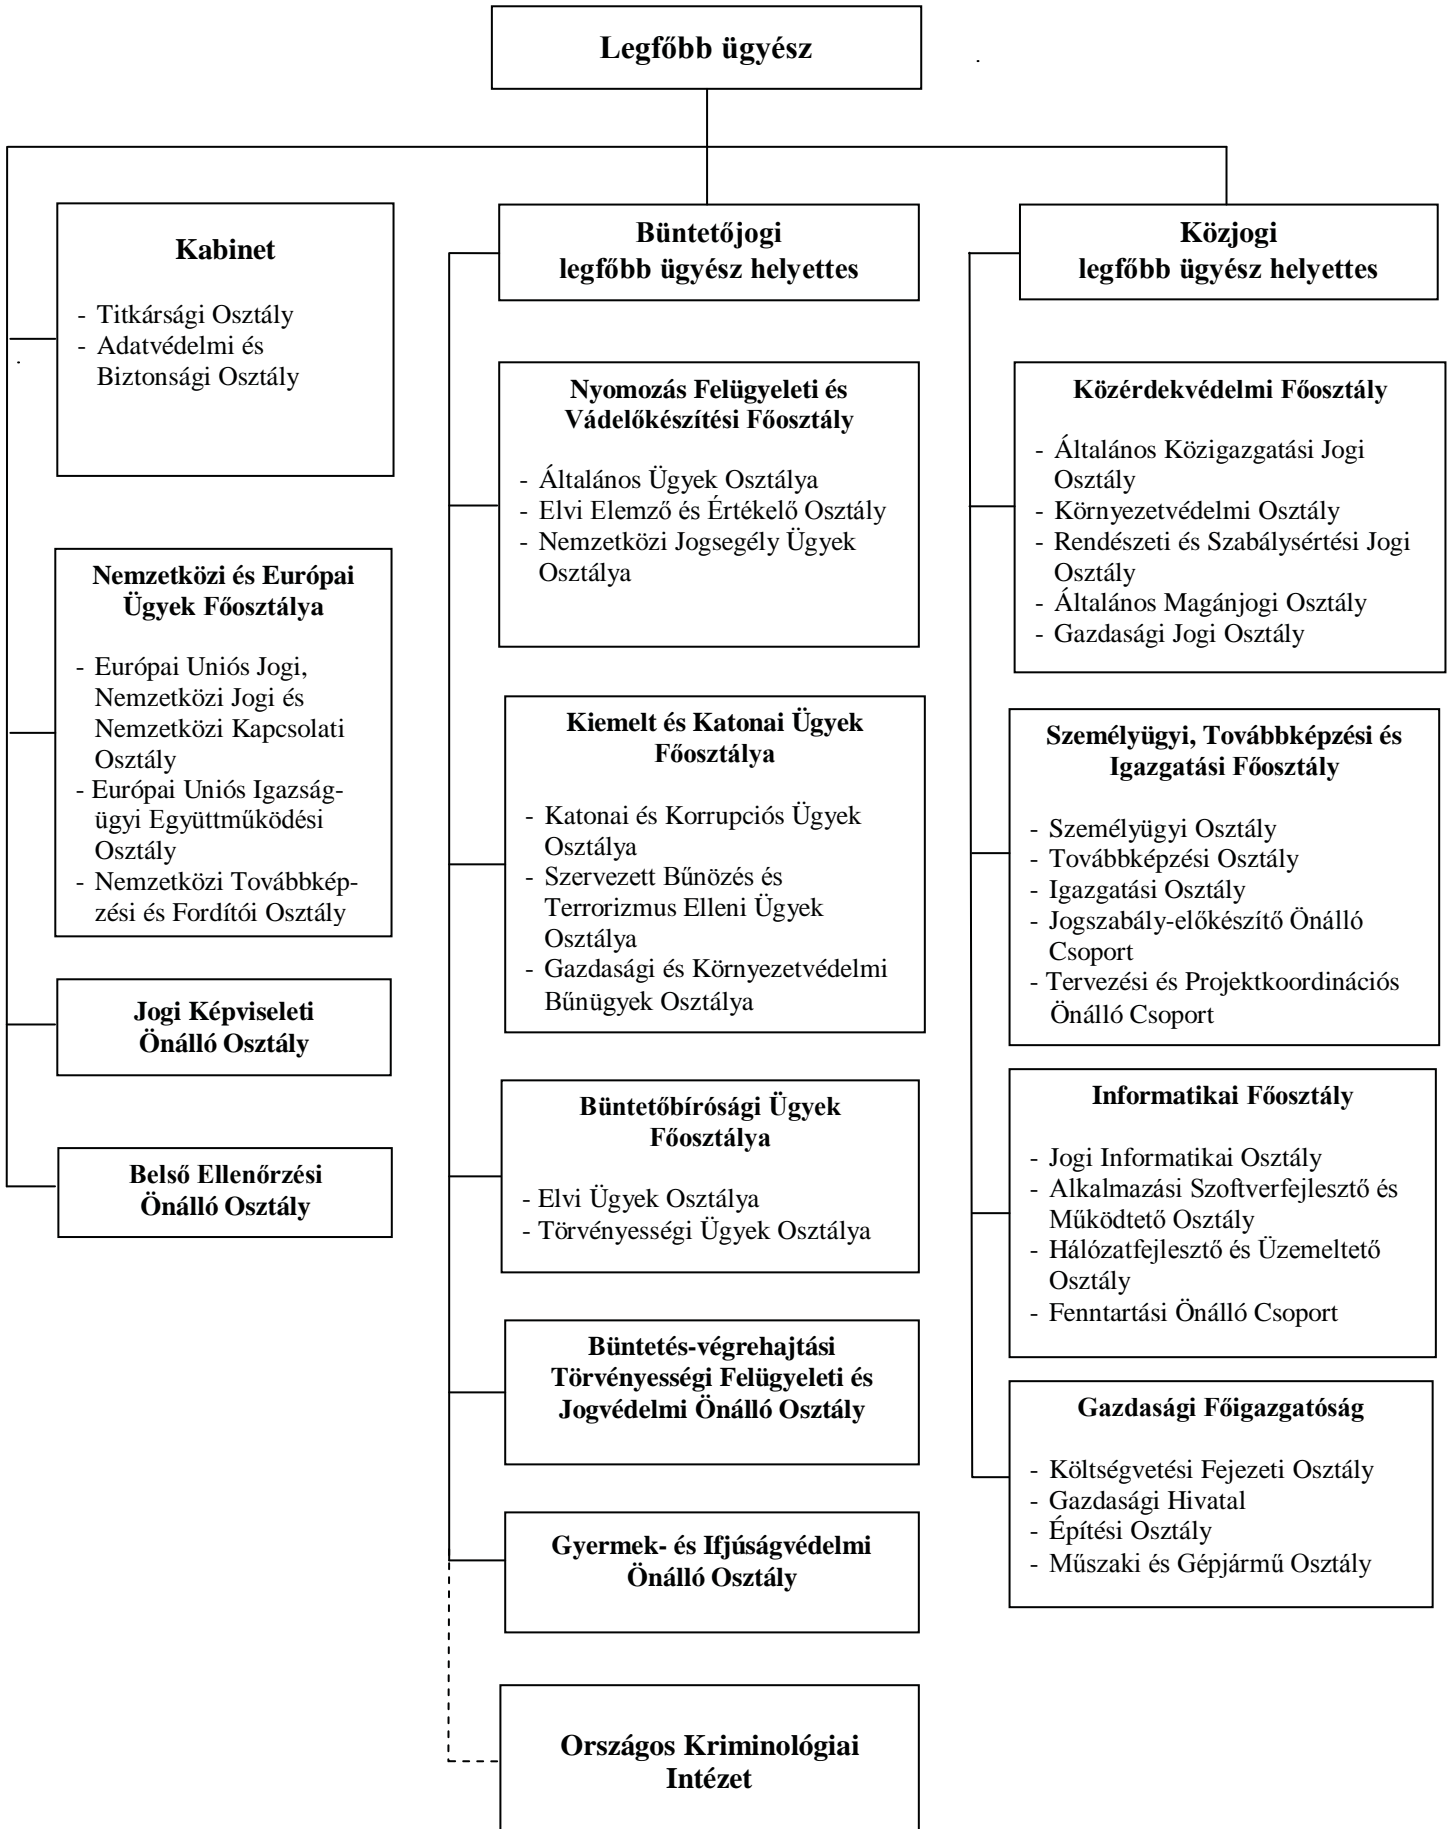 Legfőbb ügyész
Kabinet
- Titkársági Osztály
- Adatvédelmi és
Biztonsági Osztály
Nemzetközi és Európai
Ügyek Főosztálya
- Európai Uniós Jogi,
Nemzetközi Jogi és
Nemzetközi Kapcsolati
Osztály
- Európai Uniós Igazság-
ügyi Együttműködési
Osztály
- Nemzetközi Továbbkép-
zési és Fordítói Osztály
Jogi Képviseleti
Önálló Osztály
Belső Ellenőrzési
Önálló Osztály
Büntetőjogi
legfőbb ügyész helyettes
Nyomozás Felügyeleti és
Vádelőkészítési Főosztály
- Általános Ügyek Osztálya
- Elvi Elemző és Értékelő Osztály
- Nemzetközi Jogsegély Ügyek
Osztálya
Kiemelt és Katonai Ügyek
Főosztálya
- Katonai és Korrupciós Ügyek
Osztálya
- Szervezett Bűnözés és
Terrorizmus Elleni Ügyek
Osztálya
- Gazdasági és Környezetvédelmi
Bűnügyek Osztálya
Büntetőbírósági Ügyek
Főosztálya
- Elvi Ügyek Osztálya
- Törvényességi Ügyek Osztálya
Büntetés-végrehajtási
Törvényességi Felügyeleti és
Jogvédelmi Önálló Osztály
Gyermek- és Ifjúságvédelmi
Önálló Osztály
Országos Kriminológiai
Intézet
Közjogi
legfőbb ügyész helyettes
Közérdekvédelmi Főosztály
- Általános Közigazgatási Jogi
Osztály
- Környezetvédelmi Osztály
- Rendészeti és Szabálysértési Jogi
Osztály
- Általános Magánjogi Osztály
- Gazdasági Jogi Osztály
Személyügyi, Továbbképzési és
Igazgatási Főosztály
- Személyügyi Osztály
- Továbbképzési Osztály
- Igazgatási Osztály
- Jogszabály-előkészítő Önálló
Csoport
- Tervezési és Projektkoordinációs
Önálló Csoport
Informatikai Főosztály
- Jogi Informatikai Osztály
- Alkalmazási Szoftverfejlesztő és
Működtető Osztály
- Hálózatfejlesztő és Üzemeltető
Osztály
- Fenntartási Önálló Csoport
Gazdasági Főigazgatóság
- Költségvetési Fejezeti Osztály
- Gazdasági Hivatal
- Építési Osztály
- Műszaki és Gépjármű Osztály